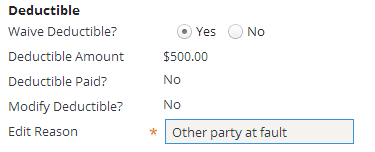 Deductible
Waive Deductible? Yes No
Deductible Amount $500.00
Deductible Paid? No
Modify Deductible? No
Edit Reason * Other party at fault